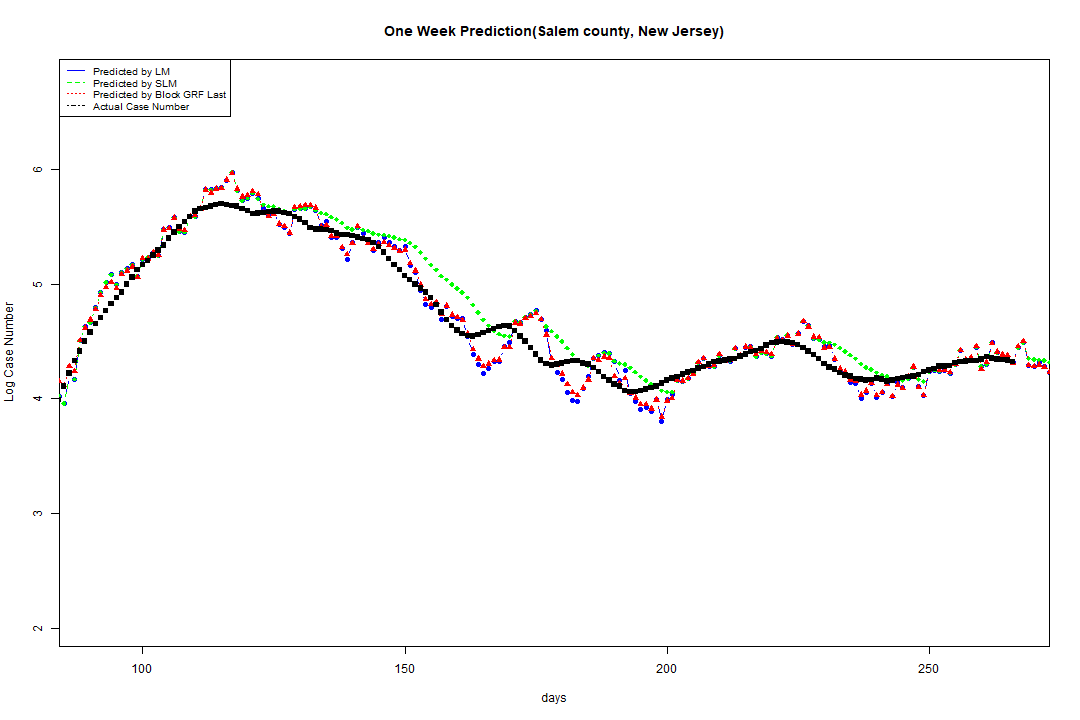 One Week Prediction(Salem county, New Jersey)
Predicted by LM
Predicted by SLM
Predicted by Block GRF Last
Actual Case Number
6
5
4
3
2
Log Case Number
100 150 200 250
days